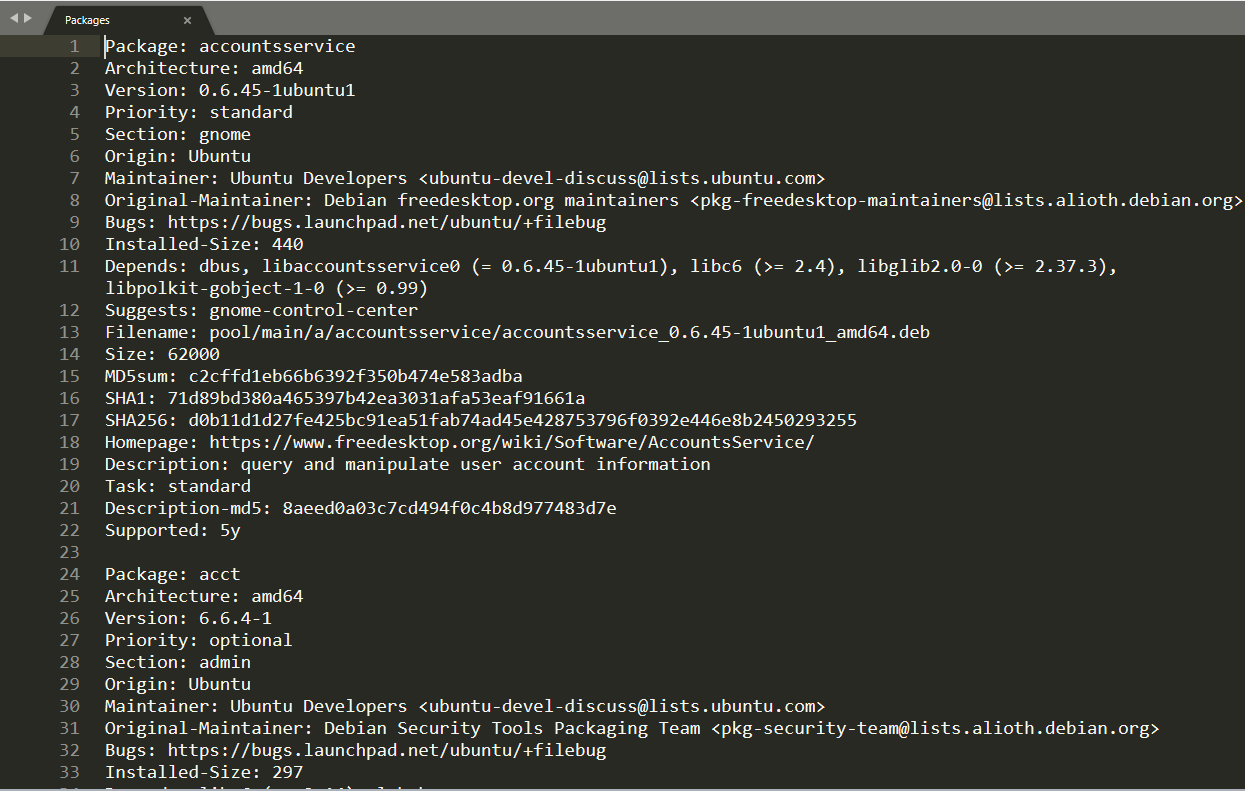 Packages
1 Package: accountsservice
2 Architecture: amd64
3 Version: 0.6.45-1ubuntu1
4 Priority: standard
5 Section: gnome
6 Origin: Ubuntu
7 Maintainer: Ubuntu Developers <ubuntu-devel-discuss@lists.ubuntu.com>
8 Original-Maintainer: Debian freedesktop.org maintainers <pkg-freedesktop-maintainers@lists.alioth.debian.org>
9 Bugs: https://bugs.launchpad.net/ubuntu/+filebug
10 Installed-Size: 440
11 Depends: dbus, libaccountsservice0 (= 0.6.45-1ubuntu1), libc6 (>= 2.4), libglib2.0-0 (>= 2.37.3),
libpolkit-gobject-1-0 (>= 0.99)
12 Suggests: gnome-control-center
13 Filename: pool/main/a/accountsservice/accountsservice_0.6.45-1ubuntu1_amd64.deb
14 Size: 62000
15 MD5sum: c2cffd1eb66b6392f350b474e583adba
16 SHA1: 71d89bd380a465397b42ea3031afa53eaf91661a
17 SHA256: d0b11d1d27fe425bc91ea51fab74ad45e428753796f0392e446e8b2450293255
18 Homepage: https://www.freedesktop.org/wiki/Software/AccountsService/
19 Description: query and manipulate user account information
20 Task: standard
21 Description-md5: 8aeed0a03c7cd494f0c4b8d977483d7e
22 Supported: 5y
23
24 Package: acct
25 Architecture: amd64
26 Version: 6.6.4-1
27 Priority: optional
28 Section: admin
29 Origin: Ubuntu
30 Maintainer: Ubuntu Developers <ubuntu-devel-discuss@lists.ubuntu.com>
31 Original-Maintainer: Debian Security Tools Packaging Team <pkg-security-team@lists.alioth.debian.org>
32 Bugs: https://bugs.launchpad.net/ubuntu/+filebug
33 Installed-Size: 297